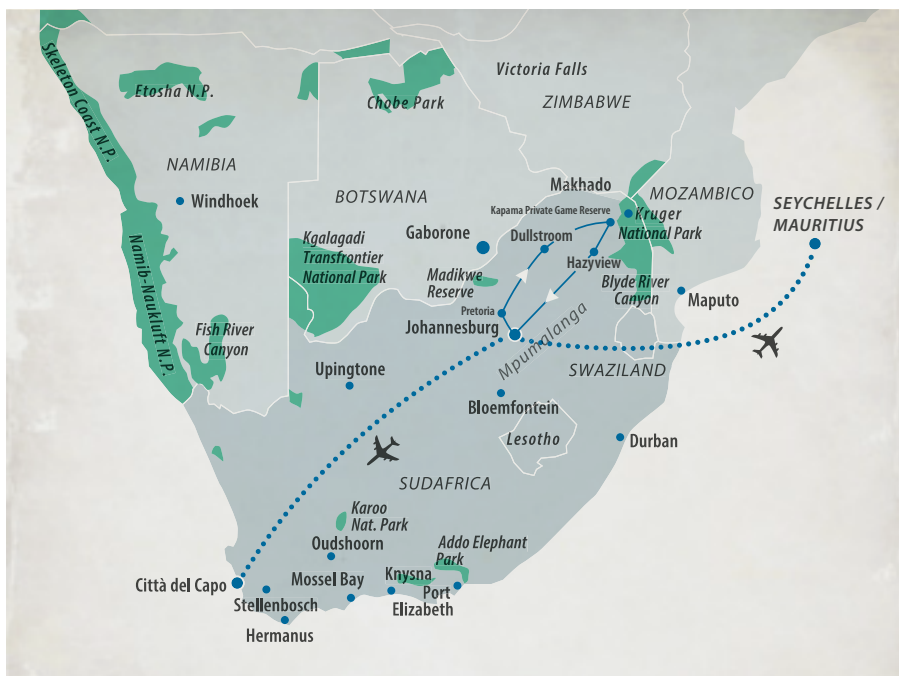 Skeleton Coast N.P.
Etosha N.P.
Chobe Park
Victoria Falls
ZIMBABWE
NAMIBIA
Windhoek
BOTSWANA
Makhado
MOZAMBICO
Kapama Private Game Reserve
Kruger
National Park
SEYCHELLES /
MAURITIUS
Gaborone
Dullstroom
Hazyview
Kgalagadi
Transfrontier
National Park
Madikwe
Reserve
Blyde River
Canyon
Maputo
Namib-Naukluft N.P.
Fish River
Canyon
Pretoria
Johannesburg
Mpumalanga
Upingtone
SWAZILAND
Bloemfontein
Lesotho
Durban
SUDAFRICA
Karoo
Nat. Park
Oudshoorn
Addo Elephant
Park
Città del Capo
Stellenbosch
Hermanus
Mossel Bay
Knysna
Port
Elizabeth